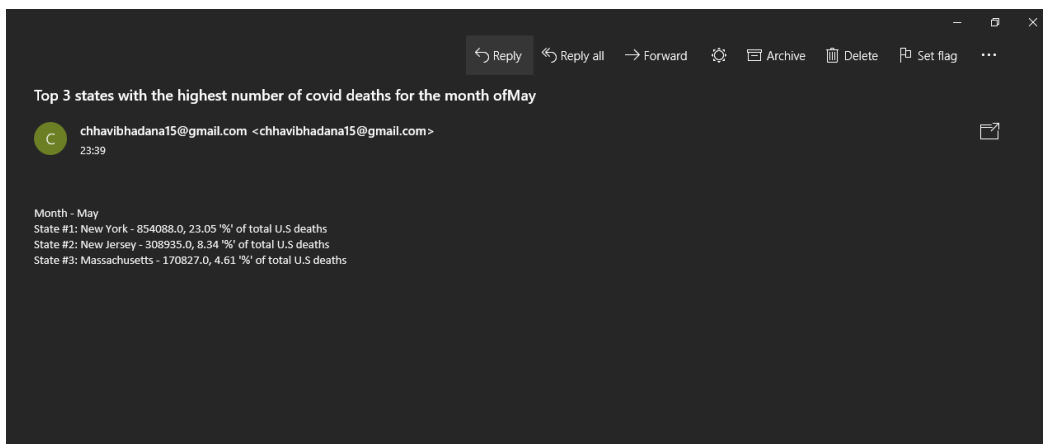 Reply
Reply all
Forward
Archive
Delete
Set flag
Top 3 states with the highest number of covid deaths for the month ofMay
C
chhavibhadana15@gmail.com <chhavibhadana15@gmail.com>
23:39
Month - May
State #1: New York - 854088.0, 23.05 '%' of total U.S deaths
State #2: New Jersey - 308935.0, 8.34 '%' of total U.S deaths
State #3: Massachusetts - 170827.0, 4.61 '%' of total U.S deaths